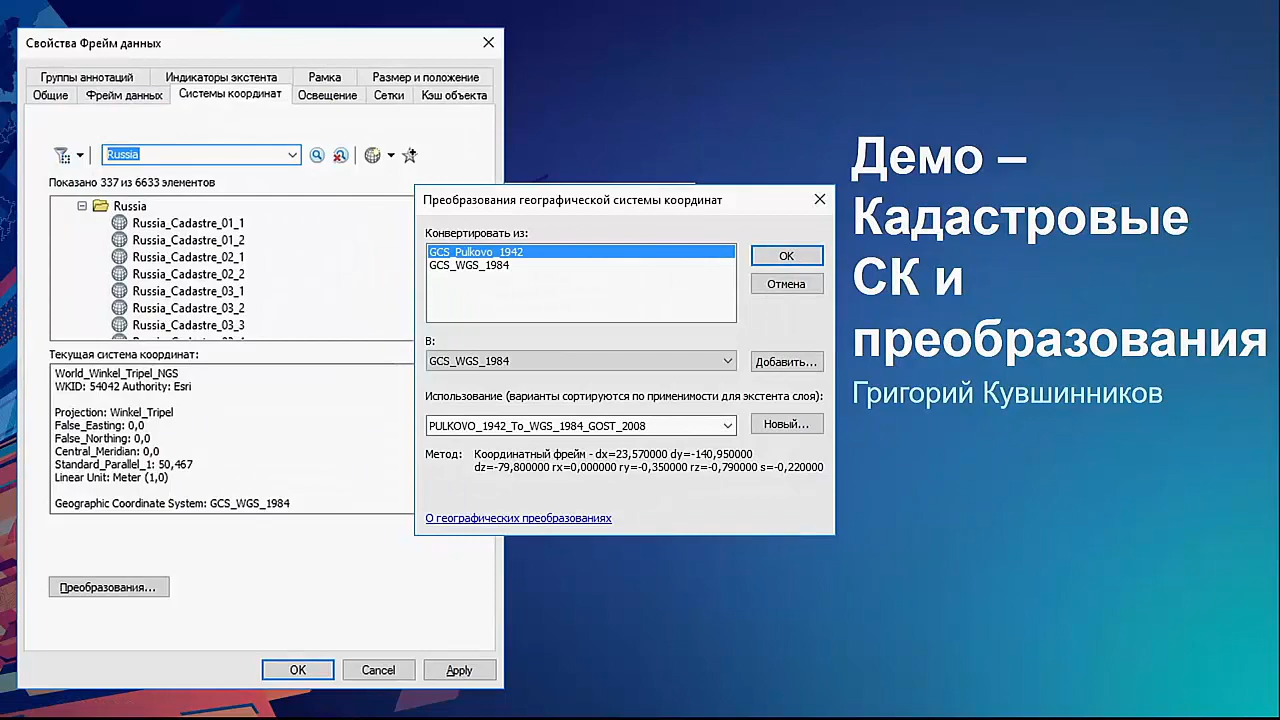 Свойства Фрейм данных
Группы аннотаций Индикаторы экстента Рамка Размер и положение
Общие Фрейм данных Системы координат Освещение Сетки Кэш объекта
Russia
Показано 337 из 6633 элементов
Russia
Russia_Cadastre_01_1
Russia_Cadastre_01_2
Russia_Cadastre_02_1
Russia_Cadastre_02_2
Russia_Cadastre_03_1
Russia_Cadastre_03_2
Russia_Cadastre_03_3
Текущая система координат:
World_Winkel_Tripel_NGS
WKID: 54042 Authority: Esri
Projection: Winkel_Tripel
False_Easting: 0,0
False_Northing: 0,0
Central_Meridian: 0,0
Standard_Parallel_1: 50,467
Linear Unit: Meter (1,0)
Geographic Coordinate System: GCS_WGS_1984
Преобразования...
OK Cancel Apply
Преобразования географической системы координат
Конвертировать из:
GCS_Pulkovo_1942
GCS_WGS_1984
OK
Отмена
В:
GCS_WGS_1984
Добавить...
Использование (варианты сортируются по применимости для экстента слоя):
PULKOVO_1942_To_WGS_1984_GOST_2008
Новый...
Метод: Координатный фрейм - dx=23,570000 dy=-140,950000
dz=-79,800000 rx=0,000000 ry=-0,350000 rz=-0,790000 s=-0,220000
О географических преобразованиях
Демо –
Кадастровые
СК и
преобразования
Григорий Кувшинников